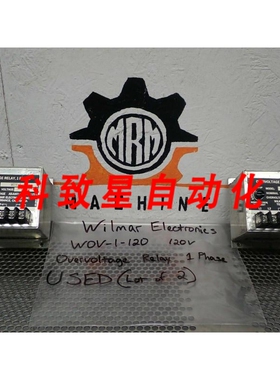 MRM
科致星自动化
MACHINE
Wilmar Electronics
WOV-1-120 120V
Overvoltage Relay 1 Phase
USED (Lot of 2)